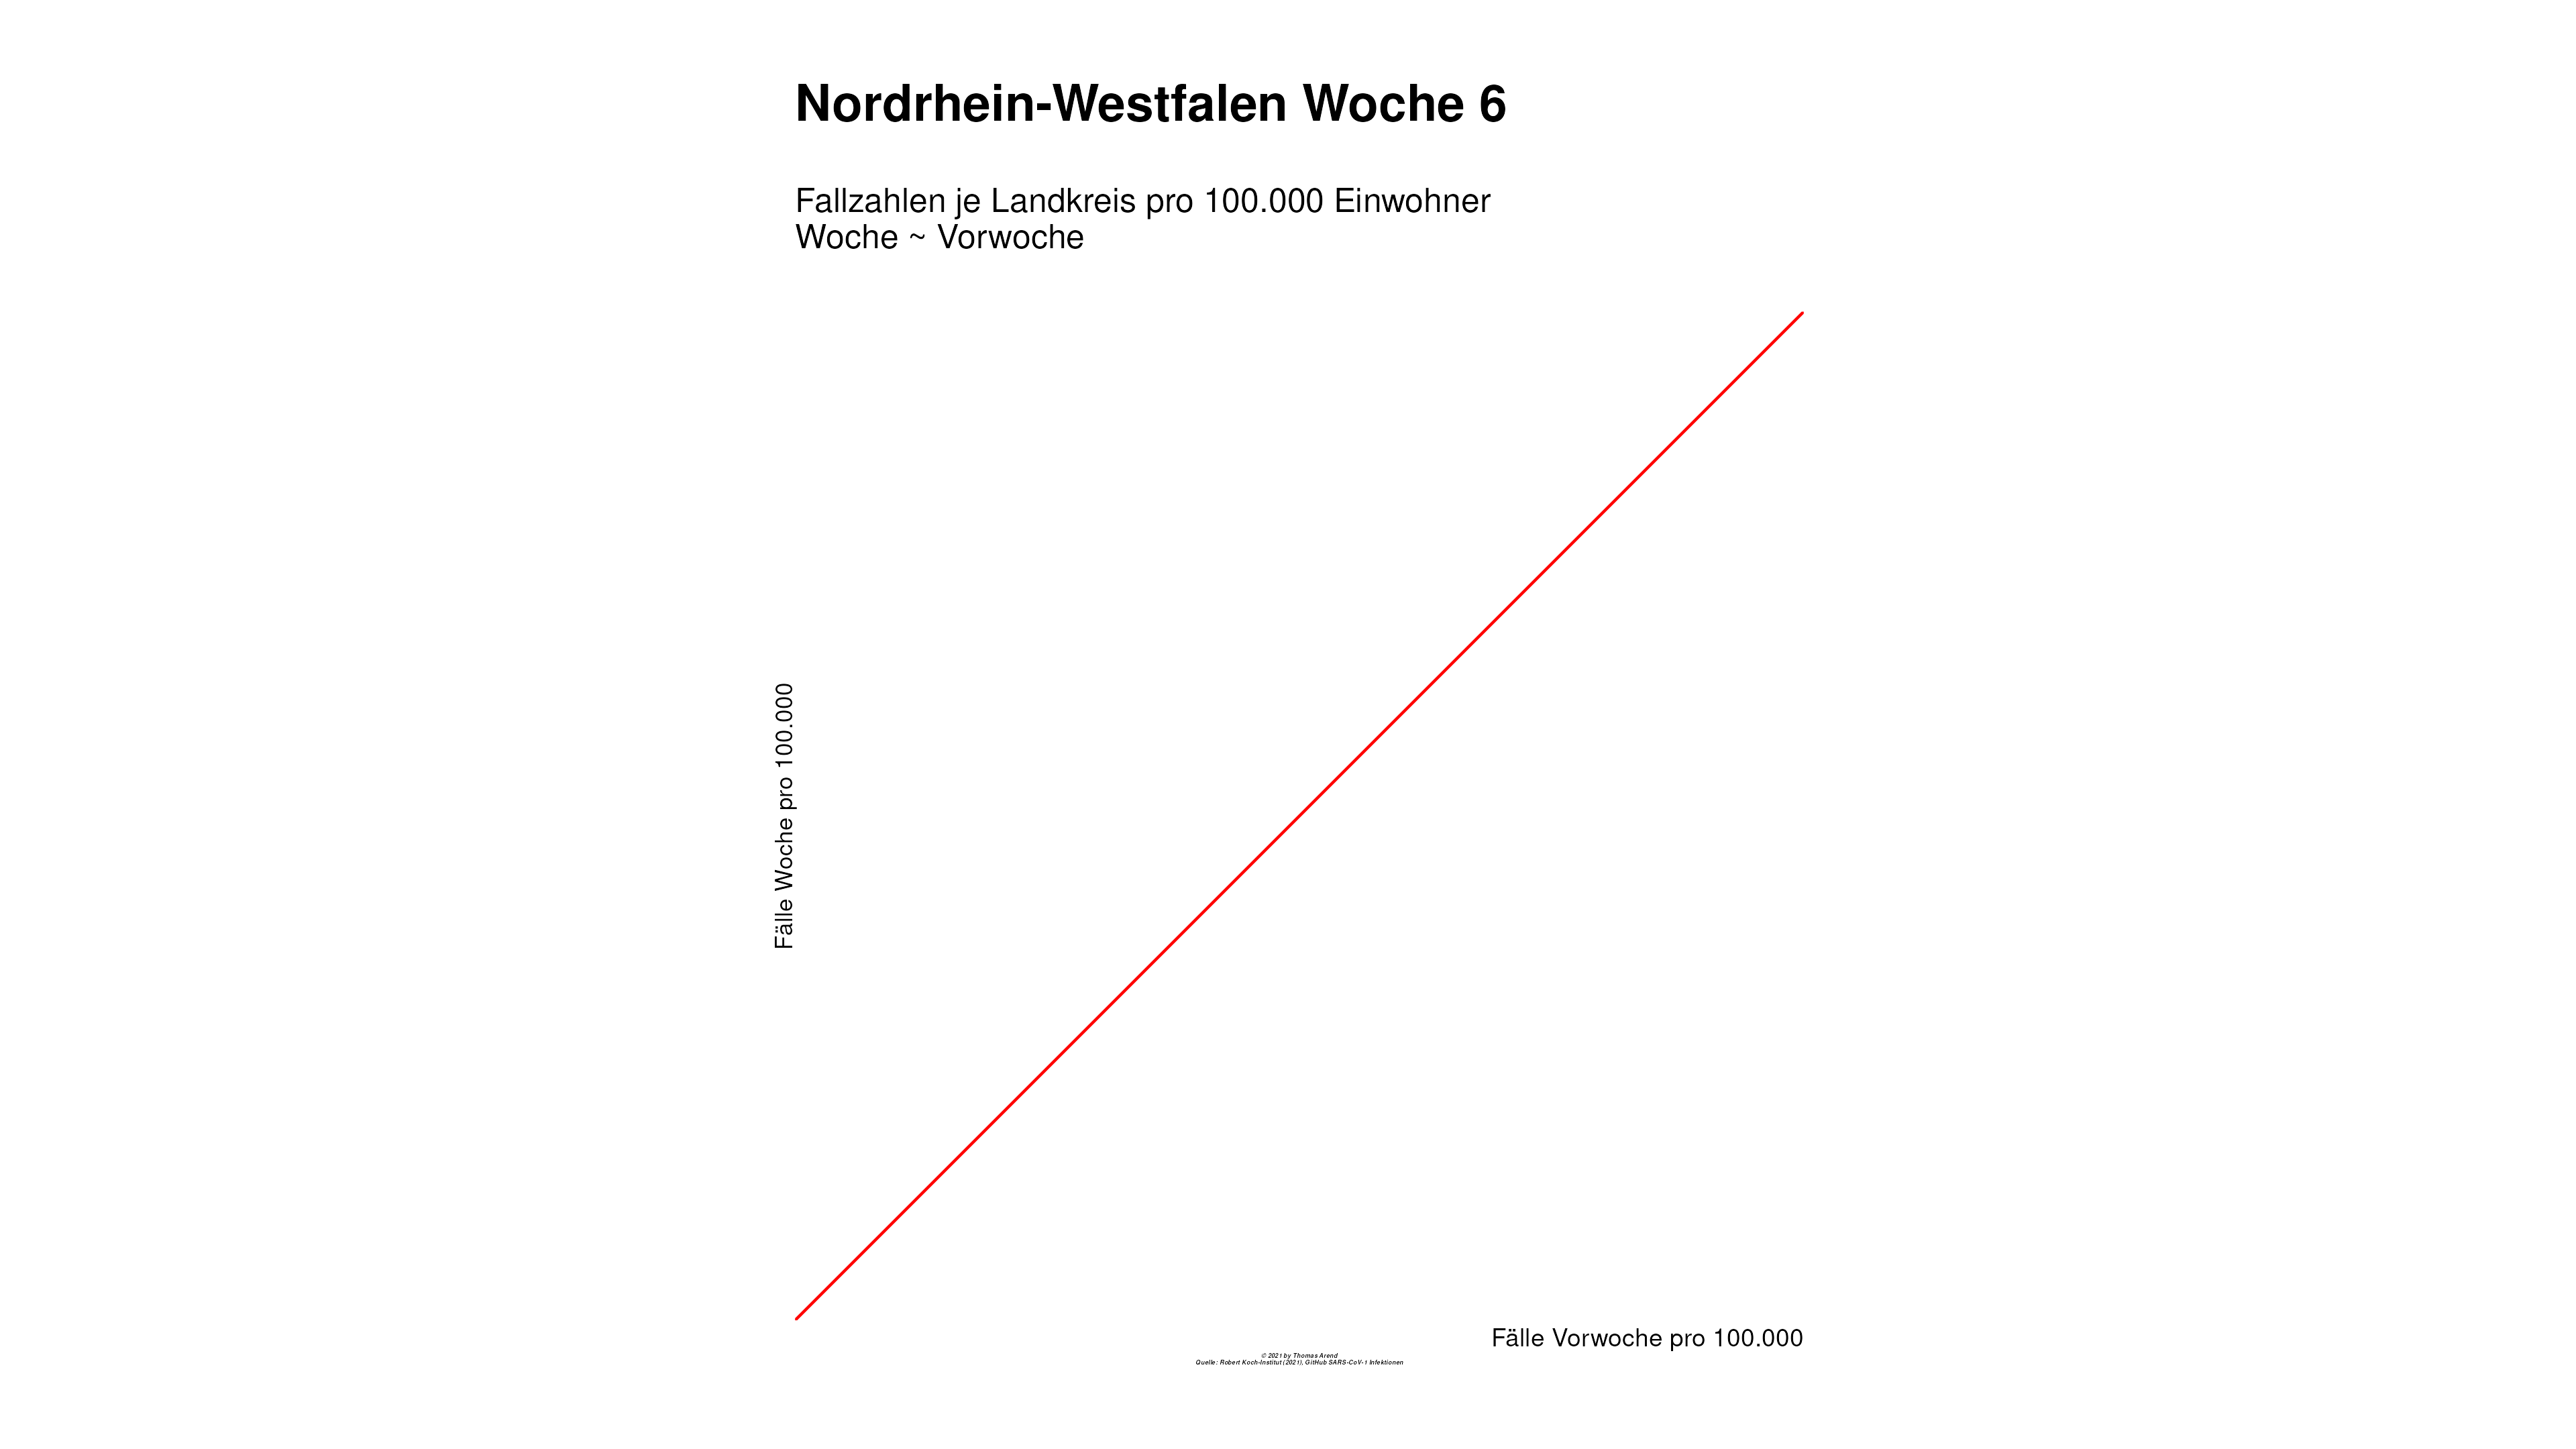 Nordrhein-Westfalen Woche 6
Fallzahlen je Landkreis pro 100.000 Einwohner
Woche ~ Vorwoche
Fälle Woche pro 100.000
Fälle Vorwoche pro 100.000
© 2021 by Thomas Arend
Quelle: Robert Koch-Institut (2021), GitHub SARS-CoV-1 Infektionen